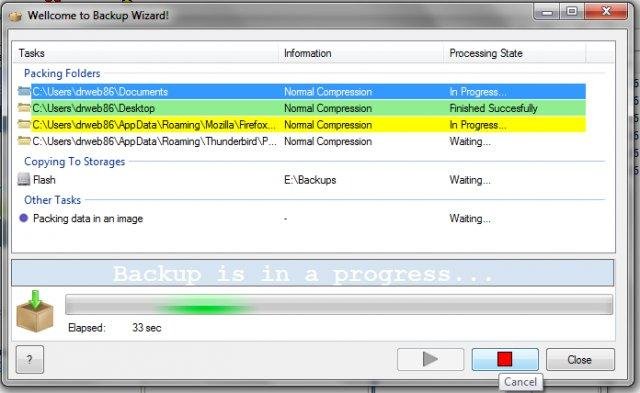 Wellcome to Backup Wizard!
Tasks Information Processing State
Packing Folders
C:\Users\drweb86\Documents Normal Compression In Progress...
C:\Users\drweb86\Desktop Normal Compression Finished Succesfully
C:\Users\drweb86\AppData\Roaming\Mozilla\Firefox... Normal Compression In Progress...
C:\Users\drweb86\AppData\Roaming\Thunderbird\P... Normal Compression Waiting...
Copying To Storages
Flash E:\Backups Waiting...
Other Tasks
Packing data in an image - Waiting...
Backup is in a progress...
Elapsed: 33 sec
? Close
Cancel